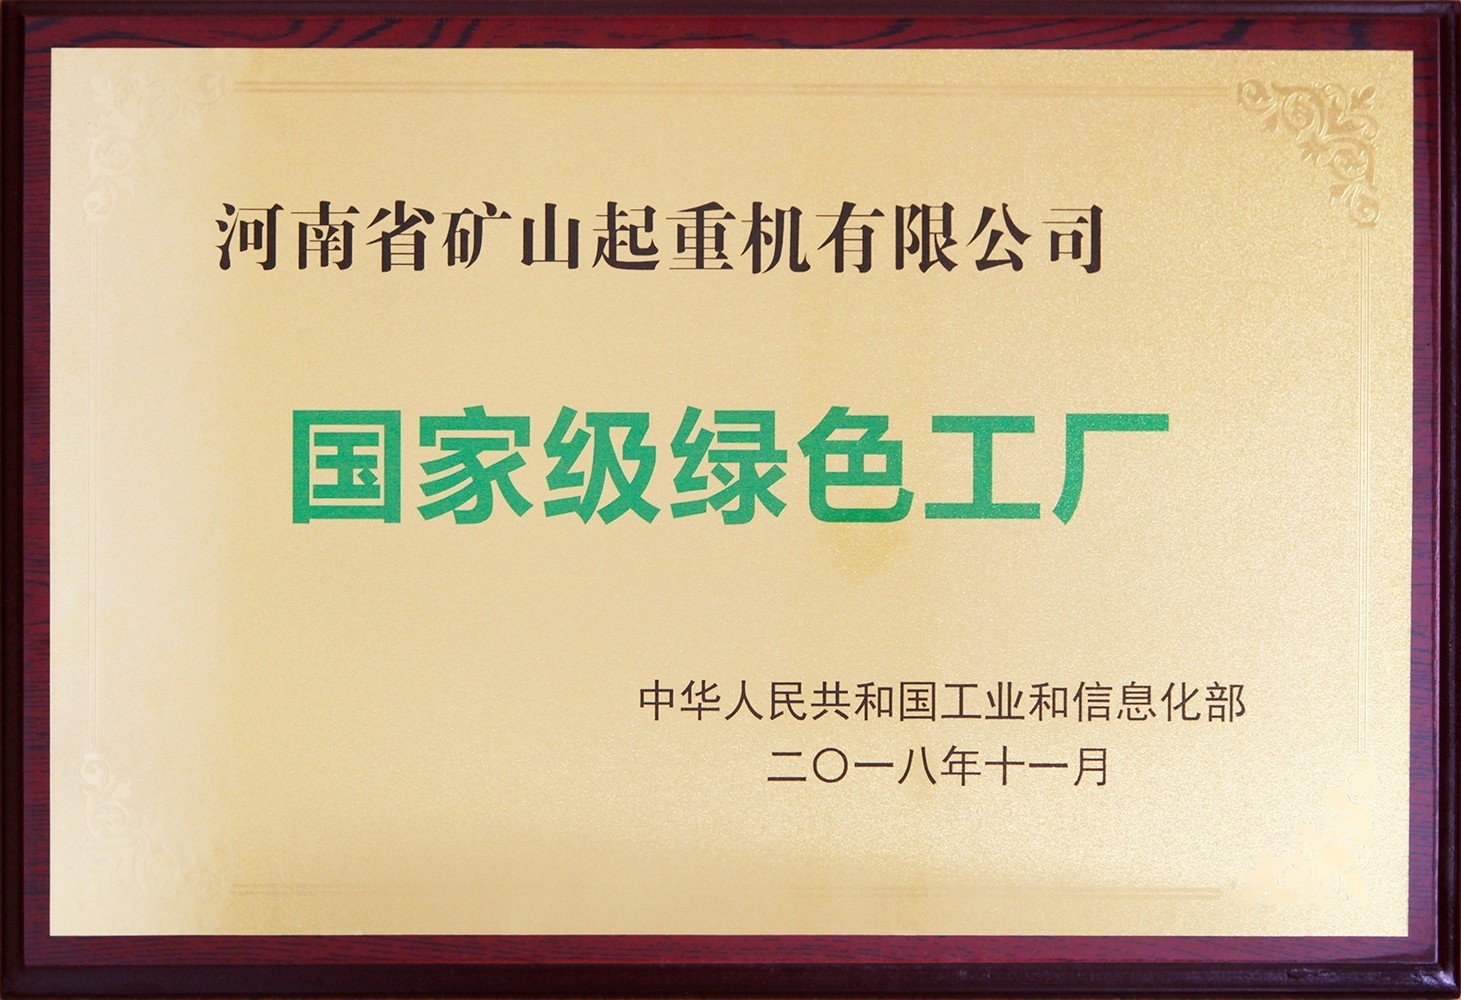 河南省矿山起重机有限公司
国家级绿色工厂
中华人民共和国工业和信息化部
二〇一八年十一月